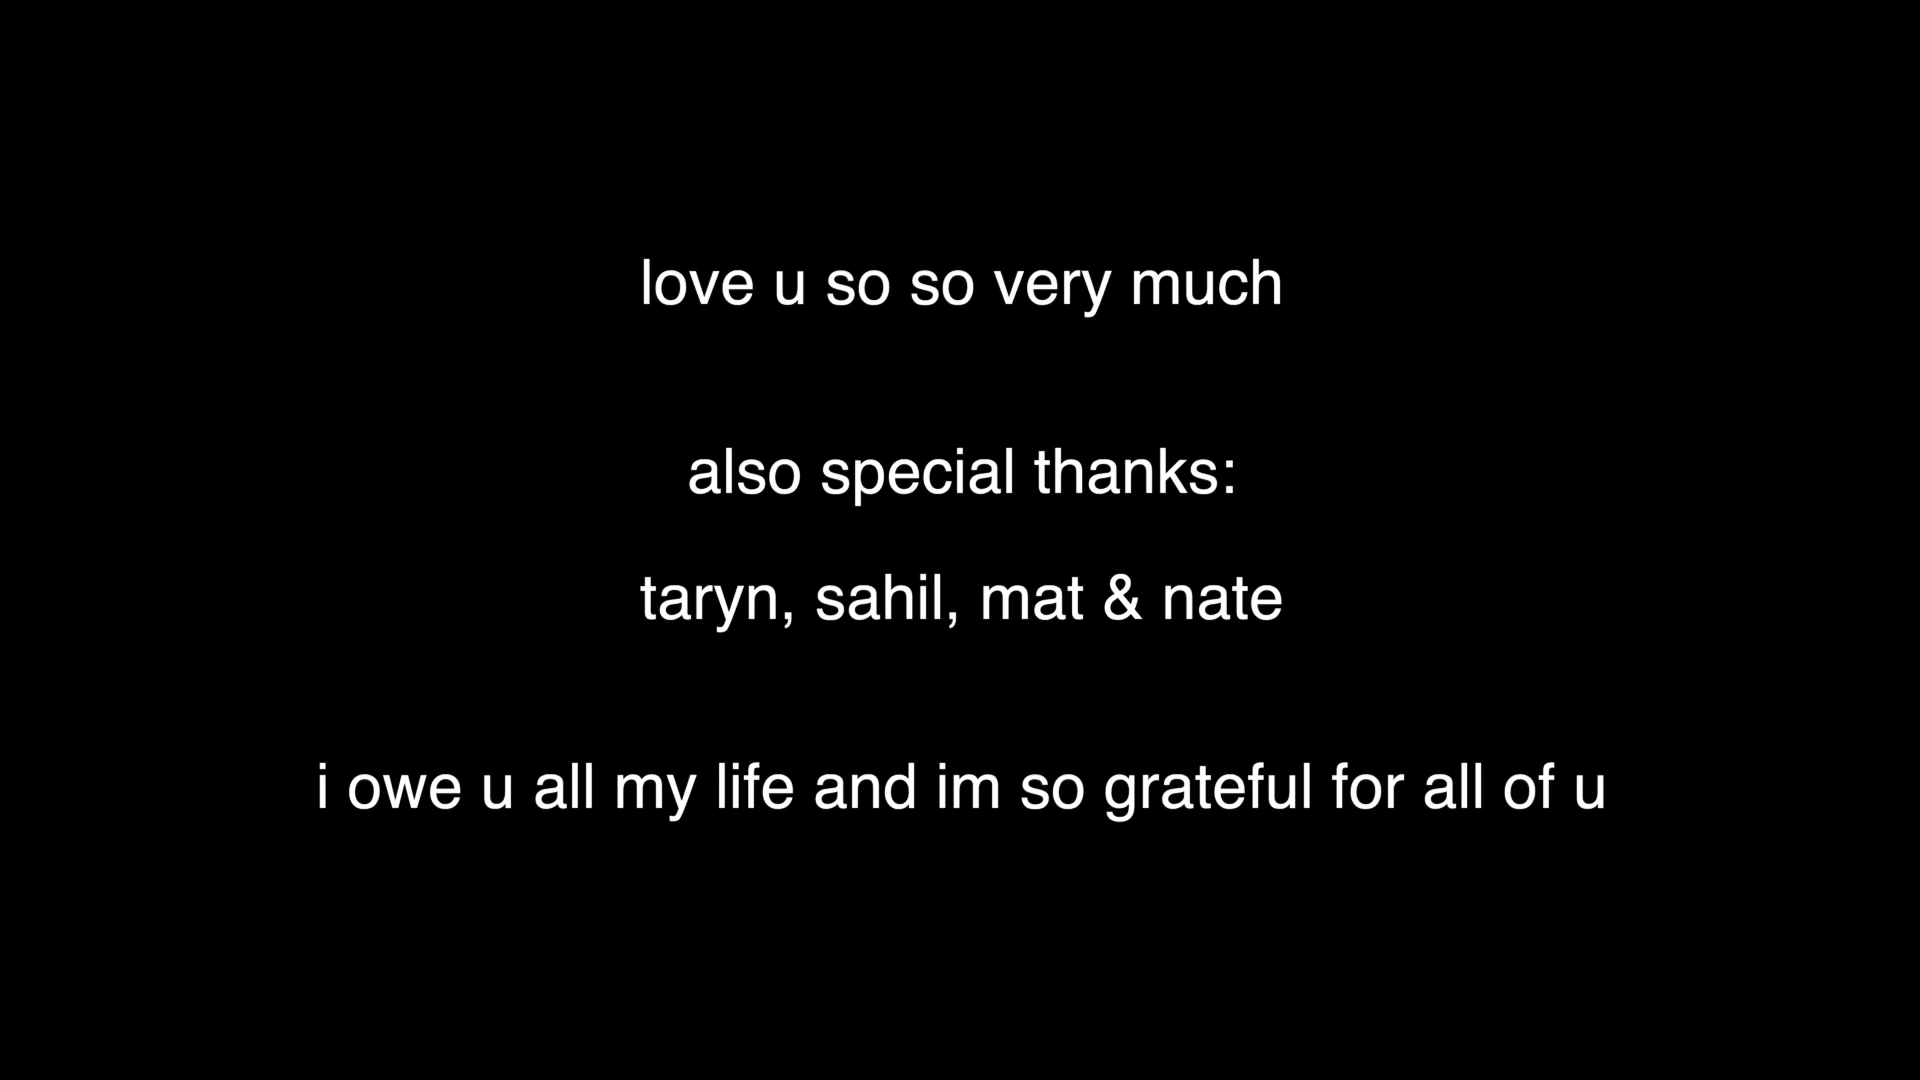 love u so so very much
also special thanks:
taryn, sahil, mat & nate
i owe u all my life and im so grateful for all of u